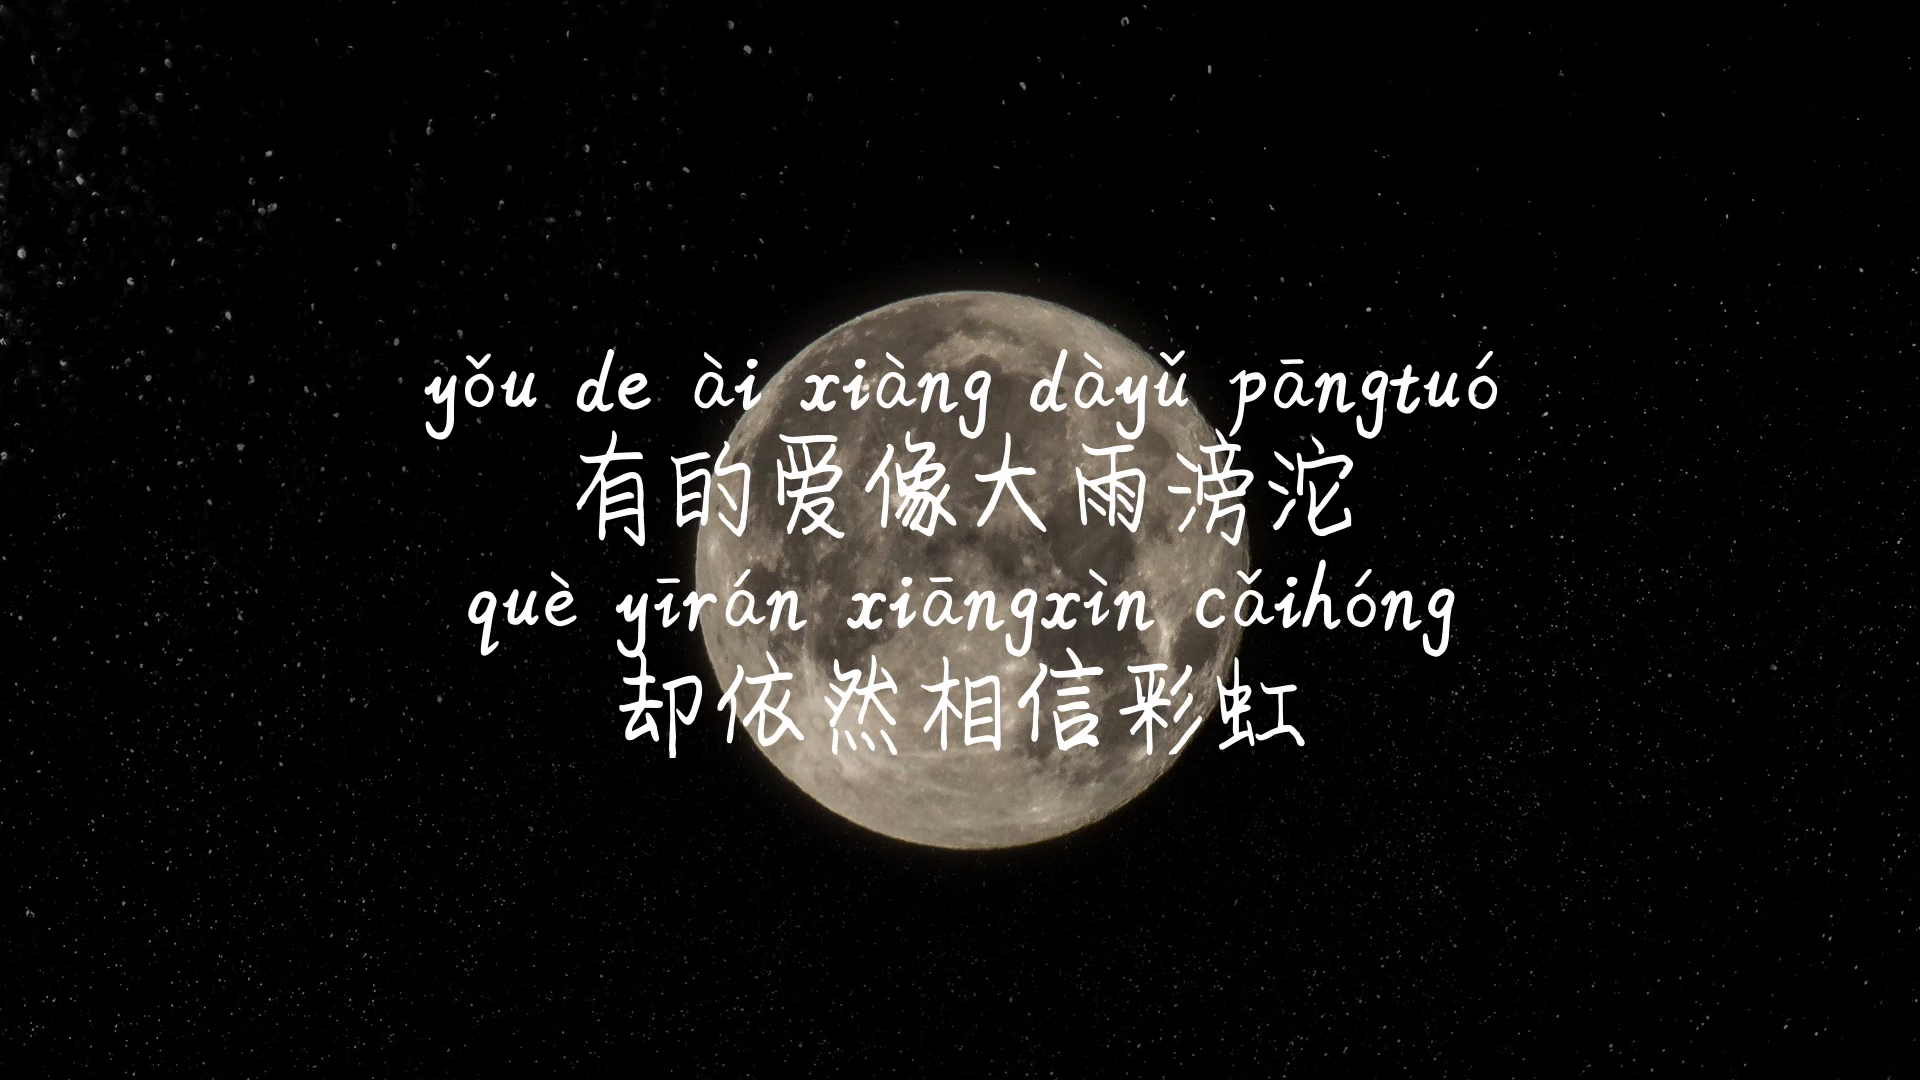 yǒu de ài xiàng dàyǔ pāngtuó
有的爱像大雨滂沱
què yīrán xiāngxìn cǎihóng
却依然相信彩虹